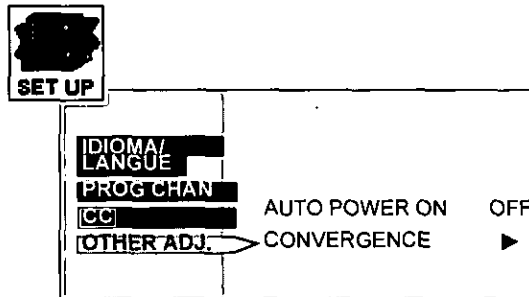 SET UP
IDIOMA/
LANGUE
PROG CHAN
CC
AUTO POWER ON OFF
OTHER ADJ. CONVERGENCE ▶